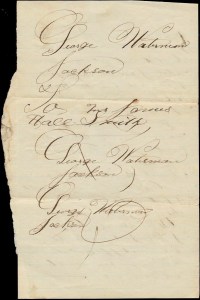 George Waterman
Jackson
&
To Mr James
Hall Smith,
George Waterman
Jackson
George Waterman
Jackson